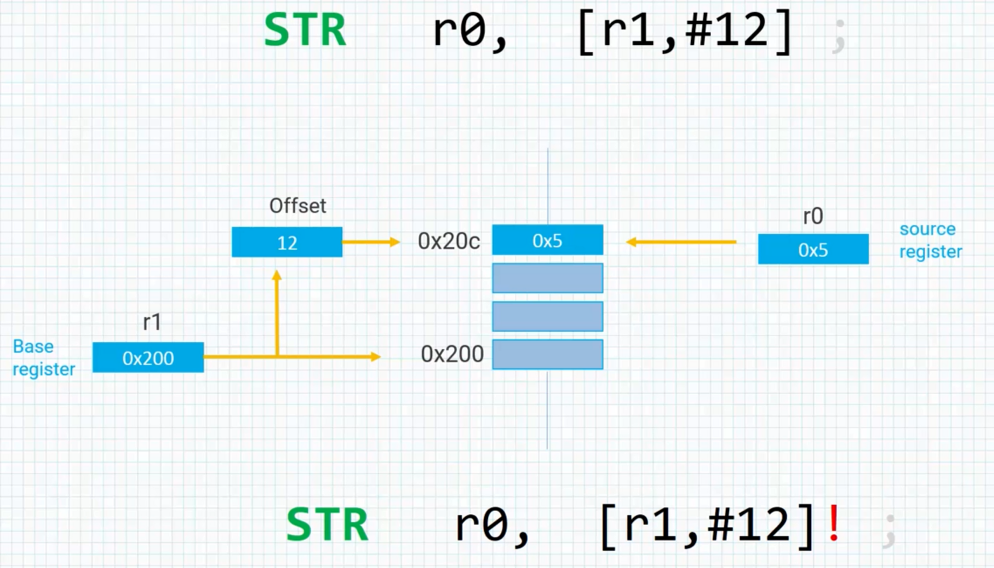 STR r0, [r1,#12] ;
Offset
12
0x20c
0x5
r0
0x5
source
register
r1
Base
register
0x200
0x200
STR r0, [r1,#12]! ;